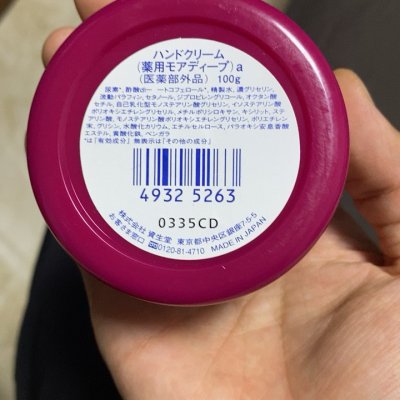 ハンドクリーム
(薬用モアディープ)a
(医薬部外品) 100g
尿素*、酢酸dl-α-トコフェロール*、精製水、濃グリセリン、
流動パラフィン、セタノール、ジプロピレングリコール、オクタン酸
セチル、自己乳化型モノステアリン酸グリセリン、イソステアリン酸
ポリオキシエチレングリセリル、メチルポリシロキサン、キシリット、ステアリン
酸、モノステアリン酸ポリオキシエチレングリセリン、ポリエチレン
末、グリシン、水酸化カリウム、エチルセルロース、パラオキシ安息香酸
エステル、黄酸化鉄、ベンガラ
*は「有効成分」無表示は「その他の成分」
4932 5263
0335CD
株式会社 資生堂 東京都中央区銀座7-5-5
お客さま窓口 0120-81-4710 MADE IN JAPAN